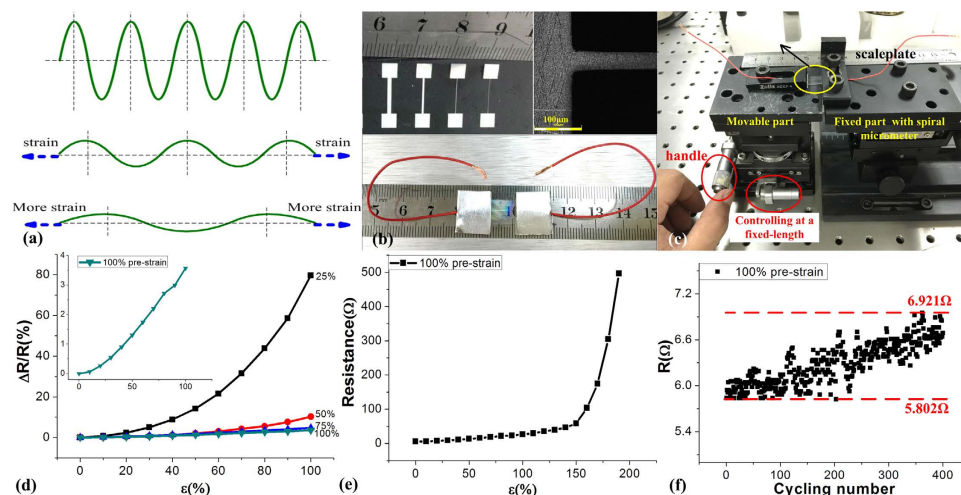 strain
strain
More strain
More strain
(a)
6 7 8 9
100μm
5 6 7 8 10 11 12 13 14 15
(b)
scaleplate
Movable part
Fixed part with spiral
micrometer
handle
Controlling at a
fixed-length
(c)
80
60
40
20
0
ΔR/R(%)
4
3
2
1
0
100% pre-strain
0 50 100
25%
50%
75%
100%
0 20 40 60 80 100
ε(%)
(d)
500
400
300
200
100
0
Resistance(Ω)
100% pre-strain
0 50 100 150 200
ε(%)
(e)
7.2
6.6
6.0
5.4
R(Ω)
100% pre-strain
6.921Ω
5.802Ω
0 100 200 300 400
Cycling number
(f)